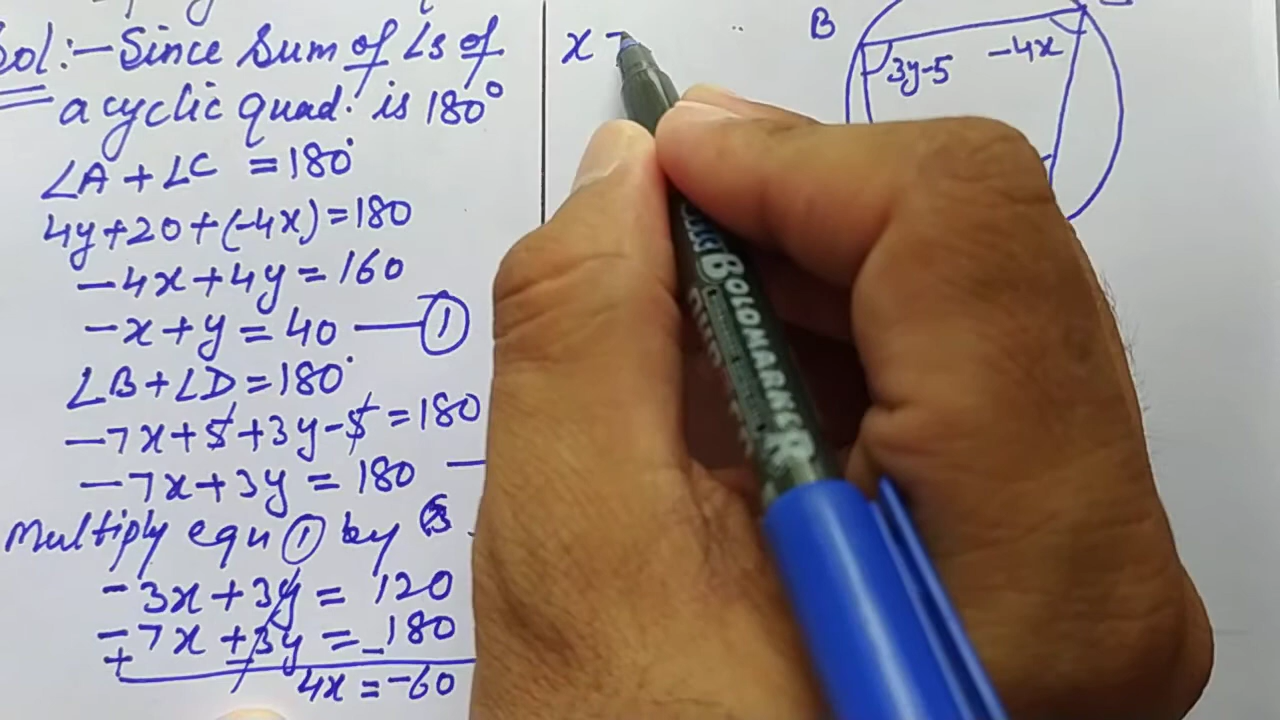 Sol:- Since Sum of ∠s of
a cyclic quad. is 180°
∠A + ∠C = 180°
4y+20+(-4x)=180
-4x+4y=160
-x+y=40 —①
∠B+∠D=180°
-7x+5+3y-5=180
-7x+3y=180 —
Multiply equ ① by 3
-3x+3y=120
-7x+3y=180
+ - -
4x=-60
x =
B
3y-5
-4x
BOLOMARKER